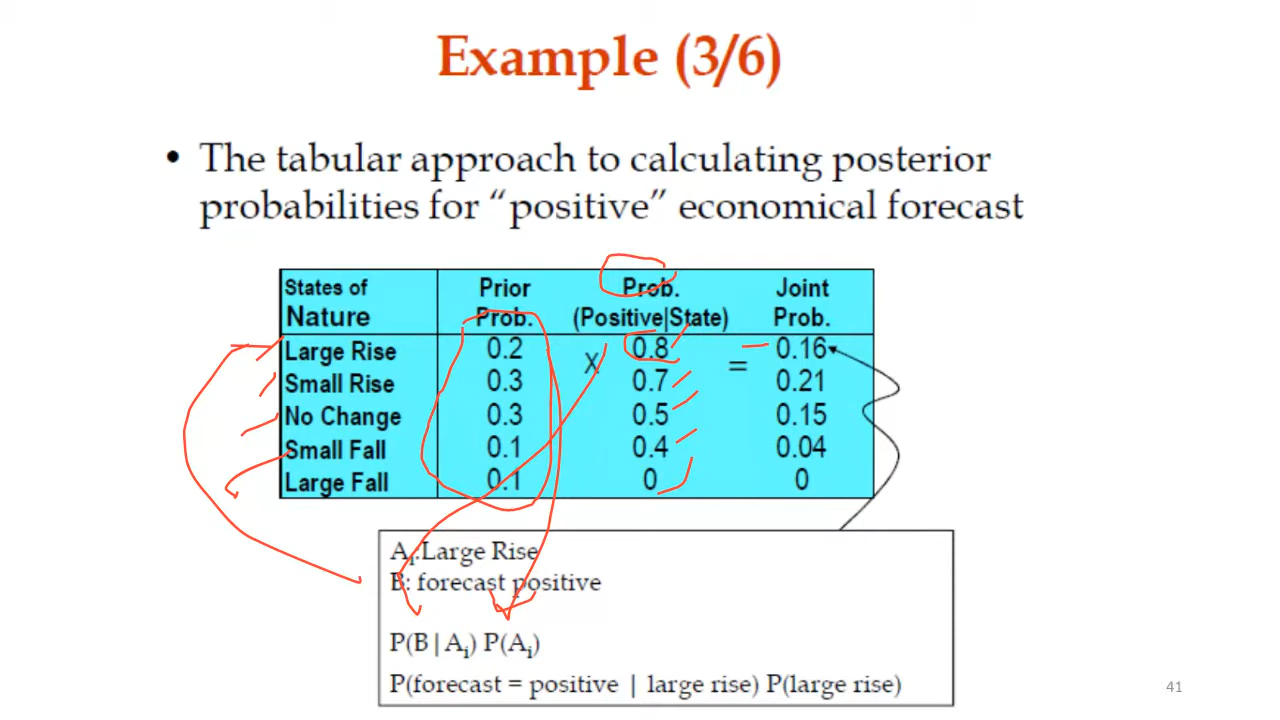 Example (3/6)
• The tabular approach to calculating posterior
probabilities for “positive” economical forecast
States of Prior Prob. Joint
Nature Prob. (Positive|State) Prob.
Large Rise 0.2 X 0.8 = 0.16
Small Rise 0.3 0.7 0.21
No Change 0.3 0.5 0.15
Small Fall 0.1 0.4 0.04
Large Fall 0.1 0 0
Ai:Large Rise
B: forecast positive
P(B|Ai) P(Ai)
P(forecast = positive | large rise) P(large rise)
41